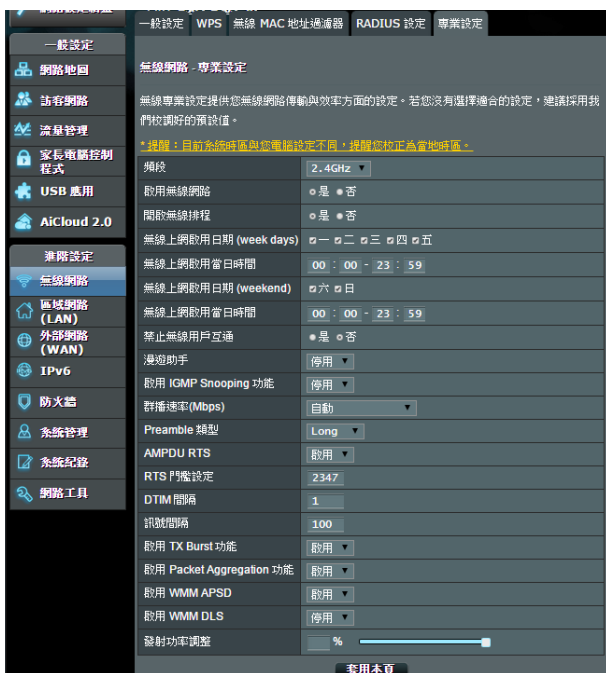 一般設定 WPS 無線 MAC 地址過濾器 RADIUS 設定 專業設定
一般設定
網路地圖
訪客網路
流量管理
家長電腦控制程式
USB 應用
AiCloud 2.0
進階設定
無線網路
區域網路 (LAN)
外部網路 (WAN)
IPv6
防火牆
系統管理
系統紀錄
網路工具
無線網路 - 專業設定
無線專業設定提供您無線網路傳輸與效率方面的設定。若您沒有選擇適合的設定，建議採用我
們校調好的預設值。
*提醒：目前系統時區與您電腦設定不同，提醒您校正為當地時區。
頻段 2.4GHz
啟用無線網路 是 否
開啟無線排程 是 否
無線上網啟用日期 (week days) 一 二 三 四 五
無線上網啟用當日時間 00 : 00 - 23 : 59
無線上網啟用日期 (weekend) 六 日
無線上網啟用當日時間 00 : 00 - 23 : 59
禁止無線用戶互通 是 否
漫遊助手 停用
啟用 IGMP Snooping 功能 停用
群播速率(Mbps) 自動
Preamble 類型 Long
AMPDU RTS 啟用
RTS 門檻設定 2347
DTIM 間隔 1
訊號間隔 100
啟用 TX Burst 功能 啟用
啟用 Packet Aggregation 功能 啟用
啟用 WMM APSD 啟用
啟用 WMM DLS 停用
發射功率調整 %
套用本頁